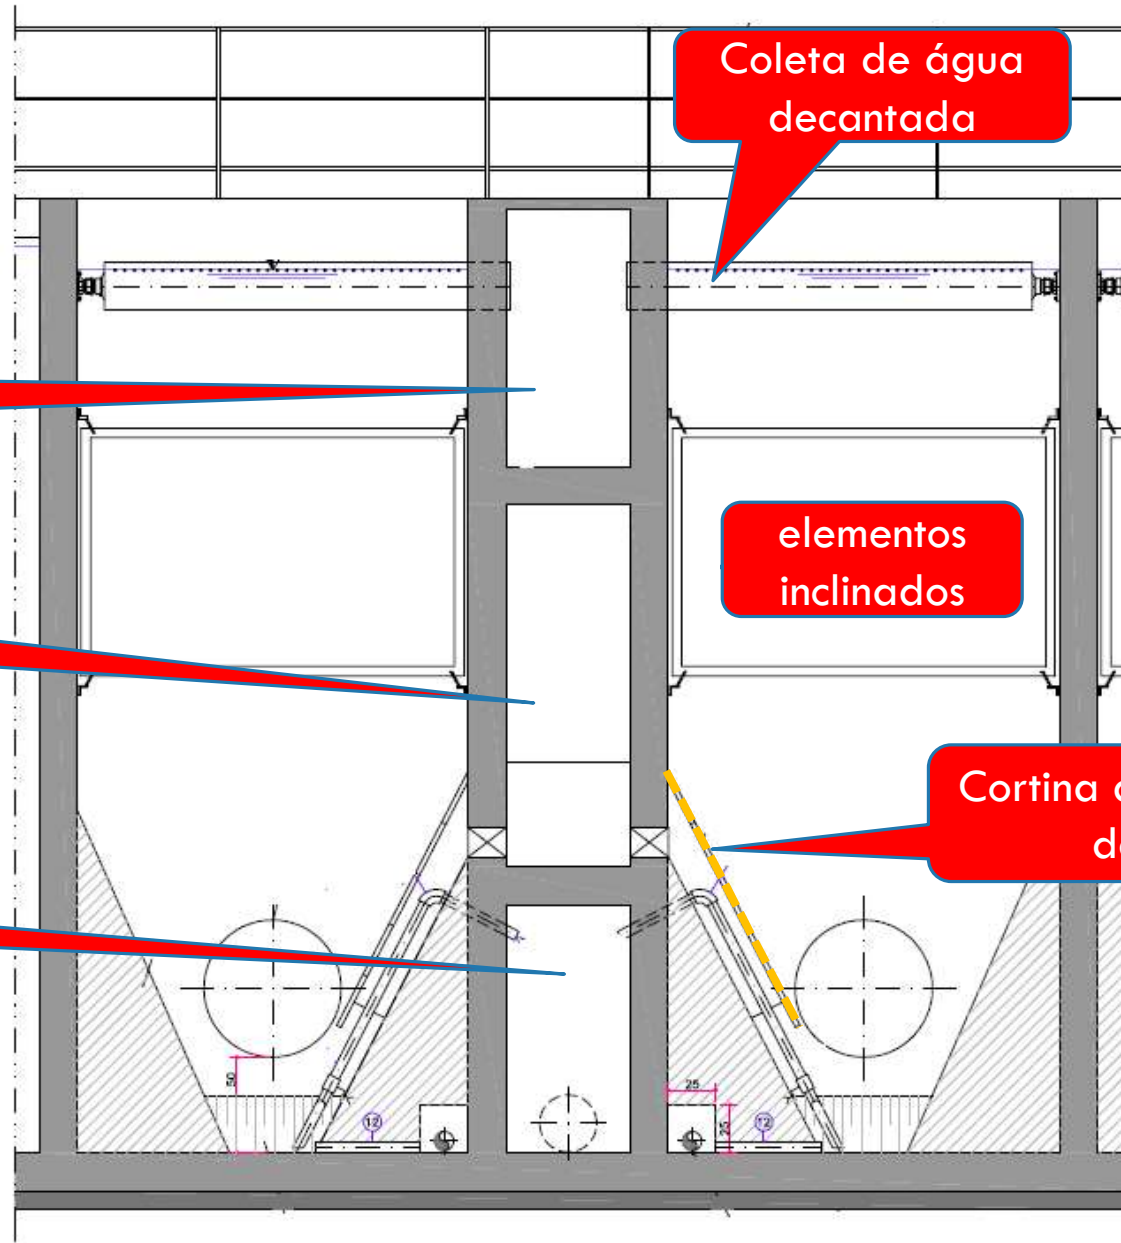 Coleta de água
decantada
elementos
inclinados
Cortina
50
12
25
25
12